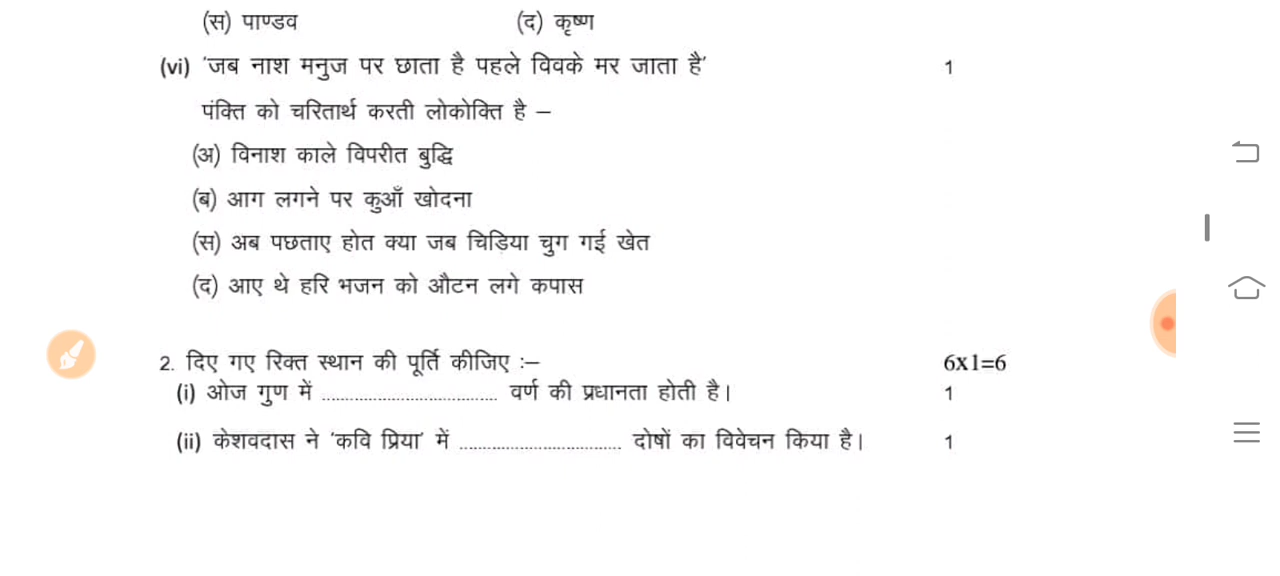 (स) पाण्डव (द) कृष्ण
(vi) 'जब नाश मनुज पर छाता है पहले विवके मर जाता है' 1
पंक्ति को चरितार्थ करती लोकोक्ति है –
(अ) विनाश काले विपरीत बुद्धि
(ब) आग लगने पर कुआँ खोदना
(स) अब पछताए होत क्या जब चिड़िया चुग गई खेत
(द) आए थे हरि भजन को औटन लगे कपास
2. दिए गए रिक्त स्थान की पूर्ति कीजिए :– 6x1=6
(i) ओज गुण में .................................. वर्ण की प्रधानता होती है। 1
(ii) केशवदास ने 'कवि प्रिया' में ............................... दोषों का विवेचन किया है। 1